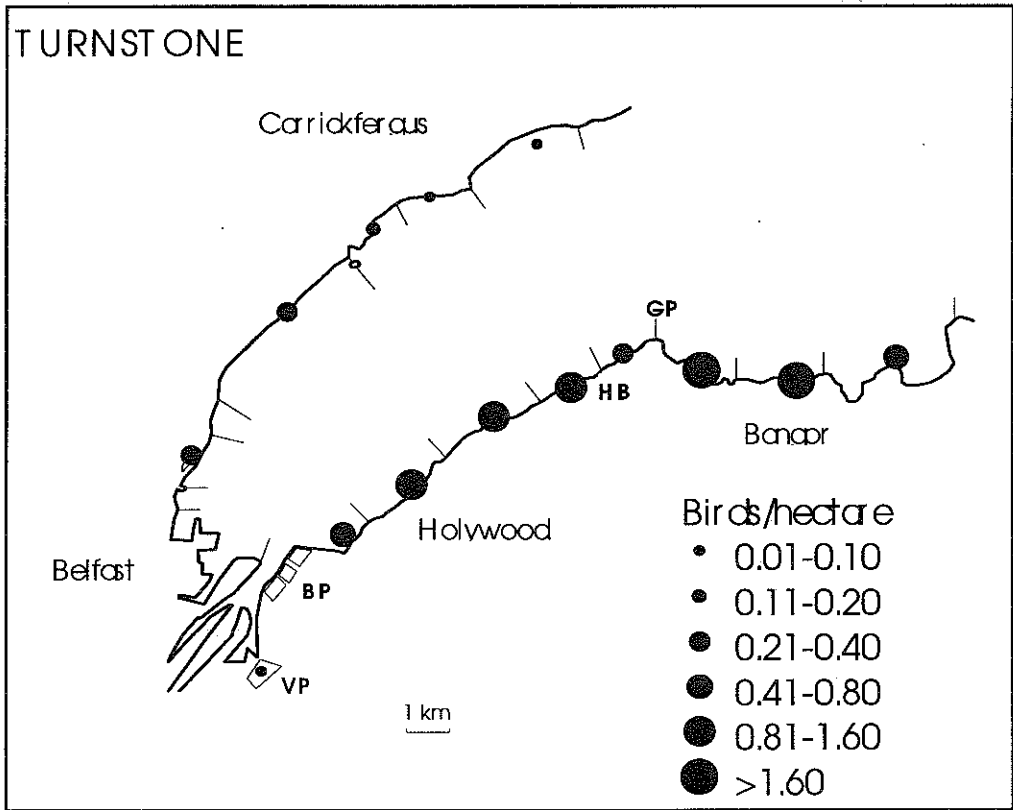 TURNSTONE
Carrickfergus
GP
HB
Bangor
Holywood
Belfast
BP
VP
1 km
Birds/hectare
0.01-0.10
0.11-0.20
0.21-0.40
0.41-0.80
0.81-1.60
>1.60